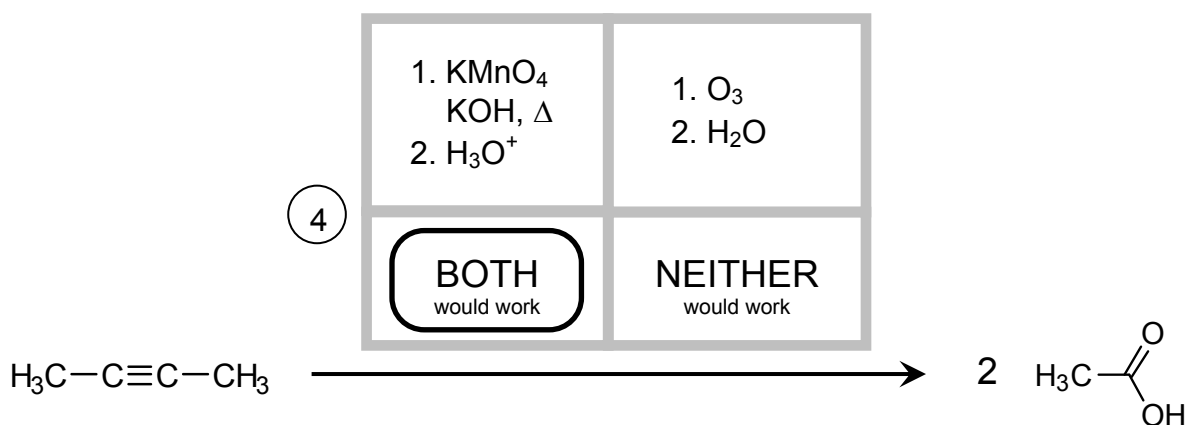 1. KMnO₄
KOH, Δ
2. H₃O⁺
1. O₃
2. H₂O
4
BOTH
would work
NEITHER
would work
H₃C—C≡C—CH₃
2
H₃C
O
OH